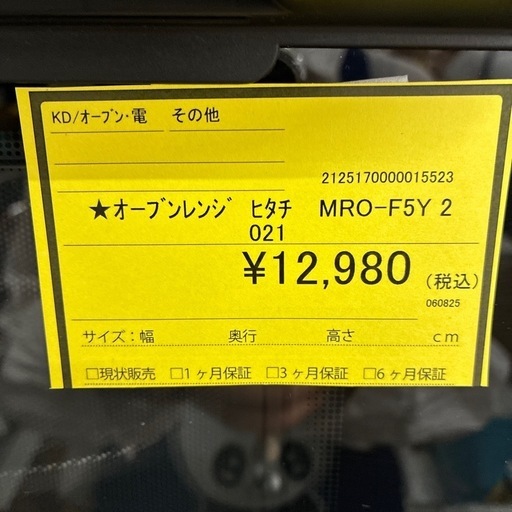 KD/オーブン・電 その他
2125170000015523
★オーブンレンジ ヒタチ MRO-F5Y 2
021
¥12,980 (税込)
060825
サイズ:幅 奥行 高さ cm
□現状販売 □1ヶ月保証 □3ヶ月保証 □6ヶ月保証